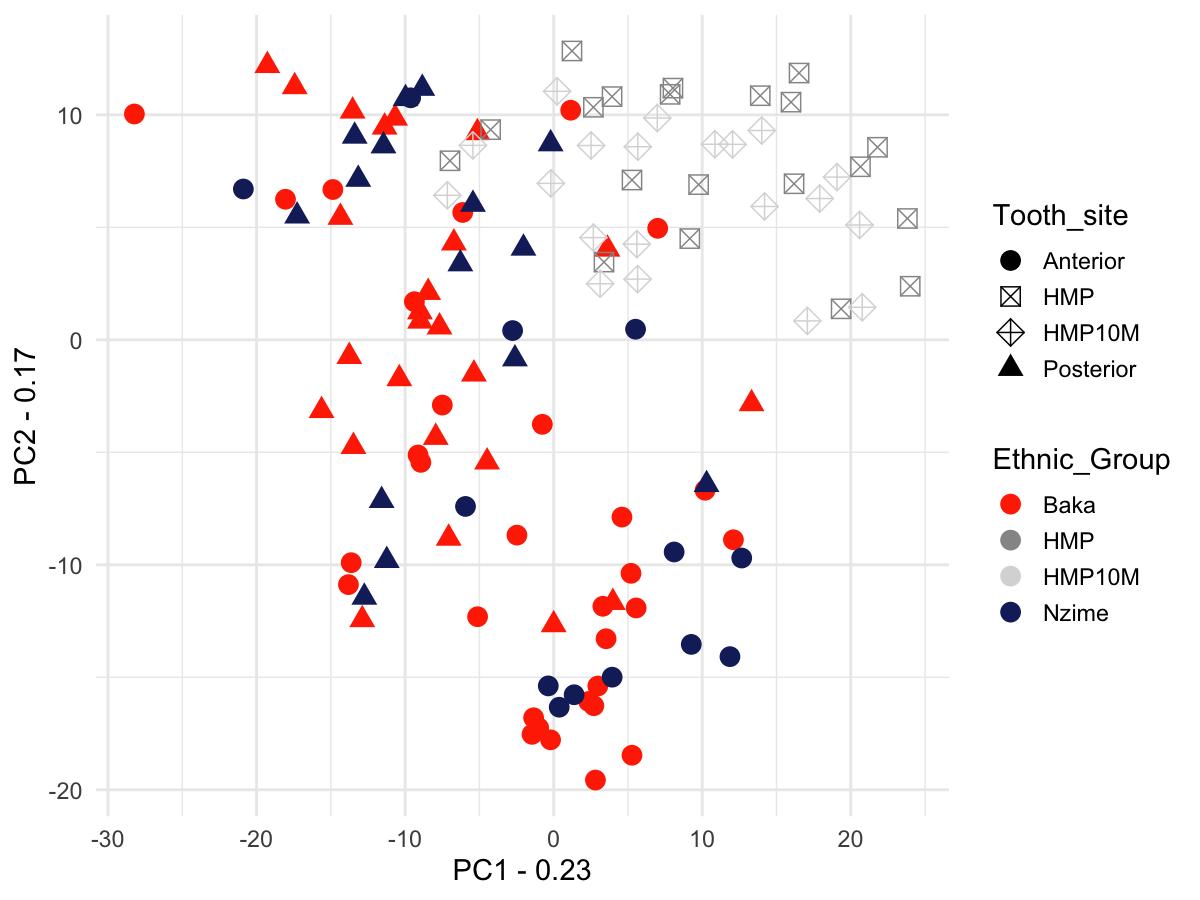 PC2 - 0.17
10
0
-10
-20
-30
-20
-10
0
10
20
PC1 - 0.23
Tooth_site
Anterior
HMP
HMP10M
Posterior
Ethnic_Group
Baka
HMP
HMP10M
Nzime